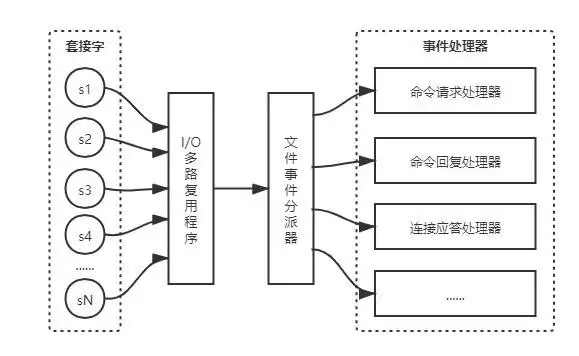 套接字
事件处理器
s1
s2
s3
s4
......
sN
I/O多路复用程序
文件事件分派器
命令请求处理器
命令回复处理器
连接应答处理器
......